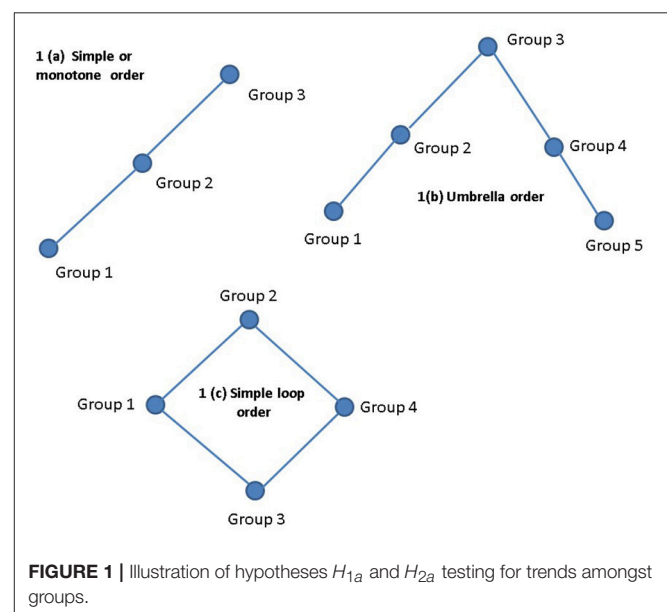 1 (a) Simple or
monotone order
Group 3
Group 2
Group 1
Group 3
Group 2
Group 4
1(b) Umbrella order
Group 1
Group 5
Group 2
Group 1
1 (c) Simple loop
order
Group 4
Group 3
FIGURE 1 | Illustration of hypotheses H1a and H2a testing for trends amongst
groups.